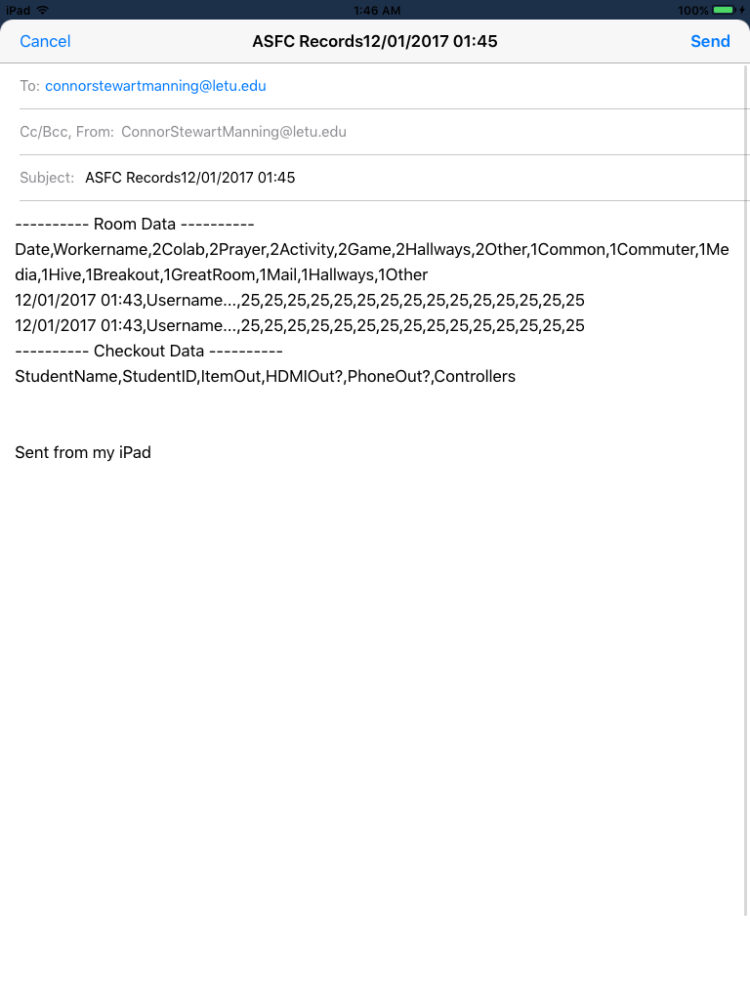 iPad 1:46 AM 100%
Cancel ASFC Records12/01/2017 01:45 Send
To: connorstewartmanning@letu.edu
Cc/Bcc, From: ConnorStewartManning@letu.edu
Subject: ASFC Records12/01/2017 01:45
---------- Room Data ----------
Date,Workername,2Colab,2Prayer,2Activity,2Game,2Hallways,2Other,1Common,1Commuter,1Me
dia,1Hive,1Breakout,1GreatRoom,1Mail,1Hallways,1Other
12/01/2017 01:43,Username...,25,25,25,25,25,25,25,25,25,25,25,25,25,25,25
12/01/2017 01:43,Username...,25,25,25,25,25,25,25,25,25,25,25,25,25,25,25
---------- Checkout Data ----------
StudentName,StudentID,ItemOut,HDMIOut?,PhoneOut?,Controllers
Sent from my iPad